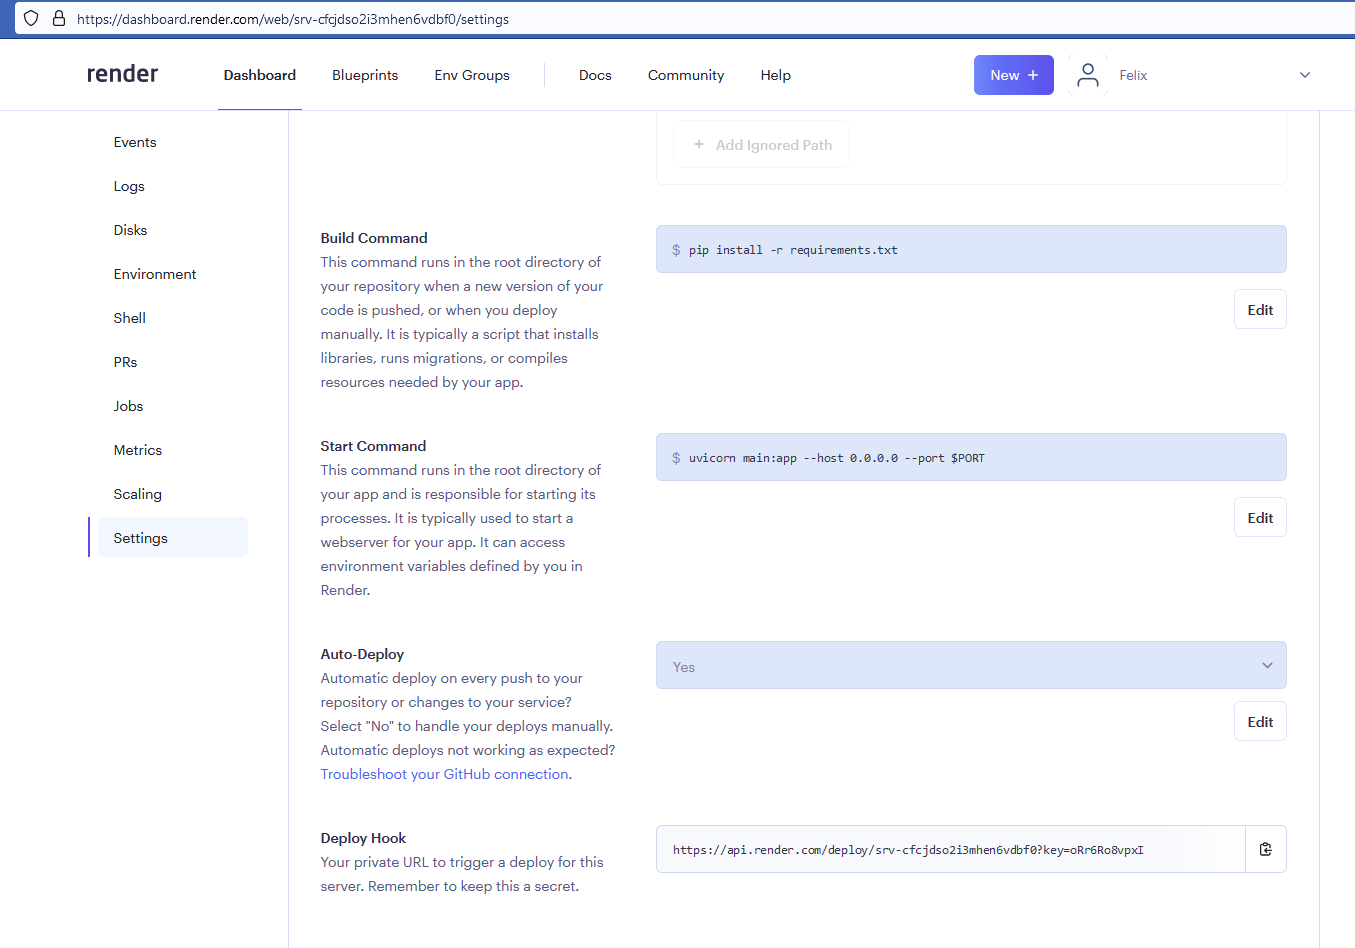 https://dashboard.render.com/web/srv-cfcjdso2i3mhen6vdbf0/settings
render
Dashboard
Blueprints
Env Groups
Docs
Community
Help
New +
Felix
Events
Logs
Disks
Environment
Shell
PRs
Jobs
Metrics
Scaling
Settings
+ Add Ignored Path
Build Command
This command runs in the root directory of
your repository when a new version of your
code is pushed, or when you deploy
manually. It is typically a script that installs
libraries, runs migrations, or compiles
resources needed by your app.
$ pip install -r requirements.txt
Edit
Start Command
This command runs in the root directory of
your app and is responsible for starting its
processes. It is typically used to start a
webserver for your app. It can access
environment variables defined by you in
Render.
$ uvicorn main:app --host 0.0.0.0 --port $PORT
Edit
Auto-Deploy
Automatic deploy on every push to your
repository or changes to your service?
Select "No" to handle your deploys manually.
Automatic deploys not working as expected?
Troubleshoot your GitHub connection.
Yes
Edit
Deploy Hook
Your private URL to trigger a deploy for this
server. Remember to keep this a secret.
https://api.render.com/deploy/srv-cfcjdso2i3mhen6vdbf0?key=oRr6Ro8vpxI